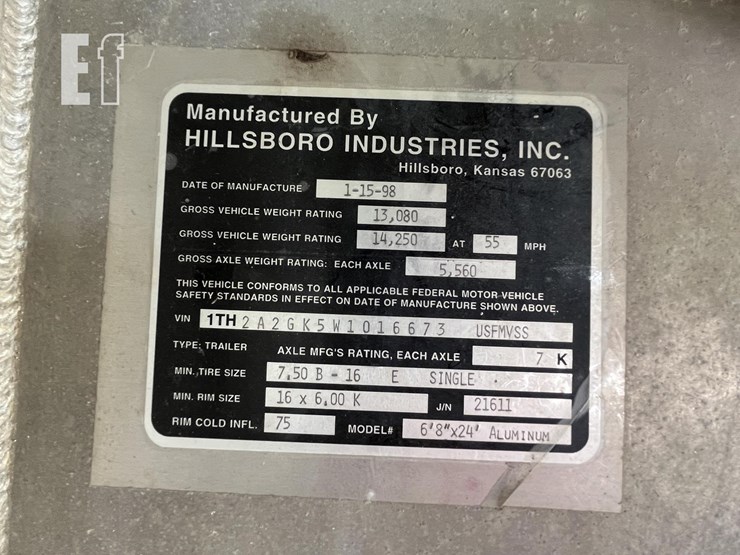 Ef
Manufactured By
HILLSBORO INDUSTRIES, INC.
Hillsboro, Kansas 67063
DATE OF MANUFACTURE 1-15-98
GROSS VEHICLE WEIGHT RATING 13,080
GROSS VEHICLE WEIGHT RATING 14,250 AT 55 MPH
GROSS AXLE WEIGHT RATING: EACH AXLE 5,560
THIS VEHICLE CONFORMS TO ALL APPLICABLE FEDERAL MOTOR VEHICLE
SAFETY STANDARDS IN EFFECT ON DATE OF MANUFACTURE SHOWN ABOVE.
VIN 1TH 2A2GK5W1016673 USFMVSS
TYPE: TRAILER AXLE MFG'S RATING, EACH AXLE 7 K
MIN. TIRE SIZE 7.50 B - 16 E SINGLE
MIN. RIM SIZE 16 x 6.00 K J/N 21611
RIM COLD INFL. 75 MODEL# 6'8"x24' ALUMINUM